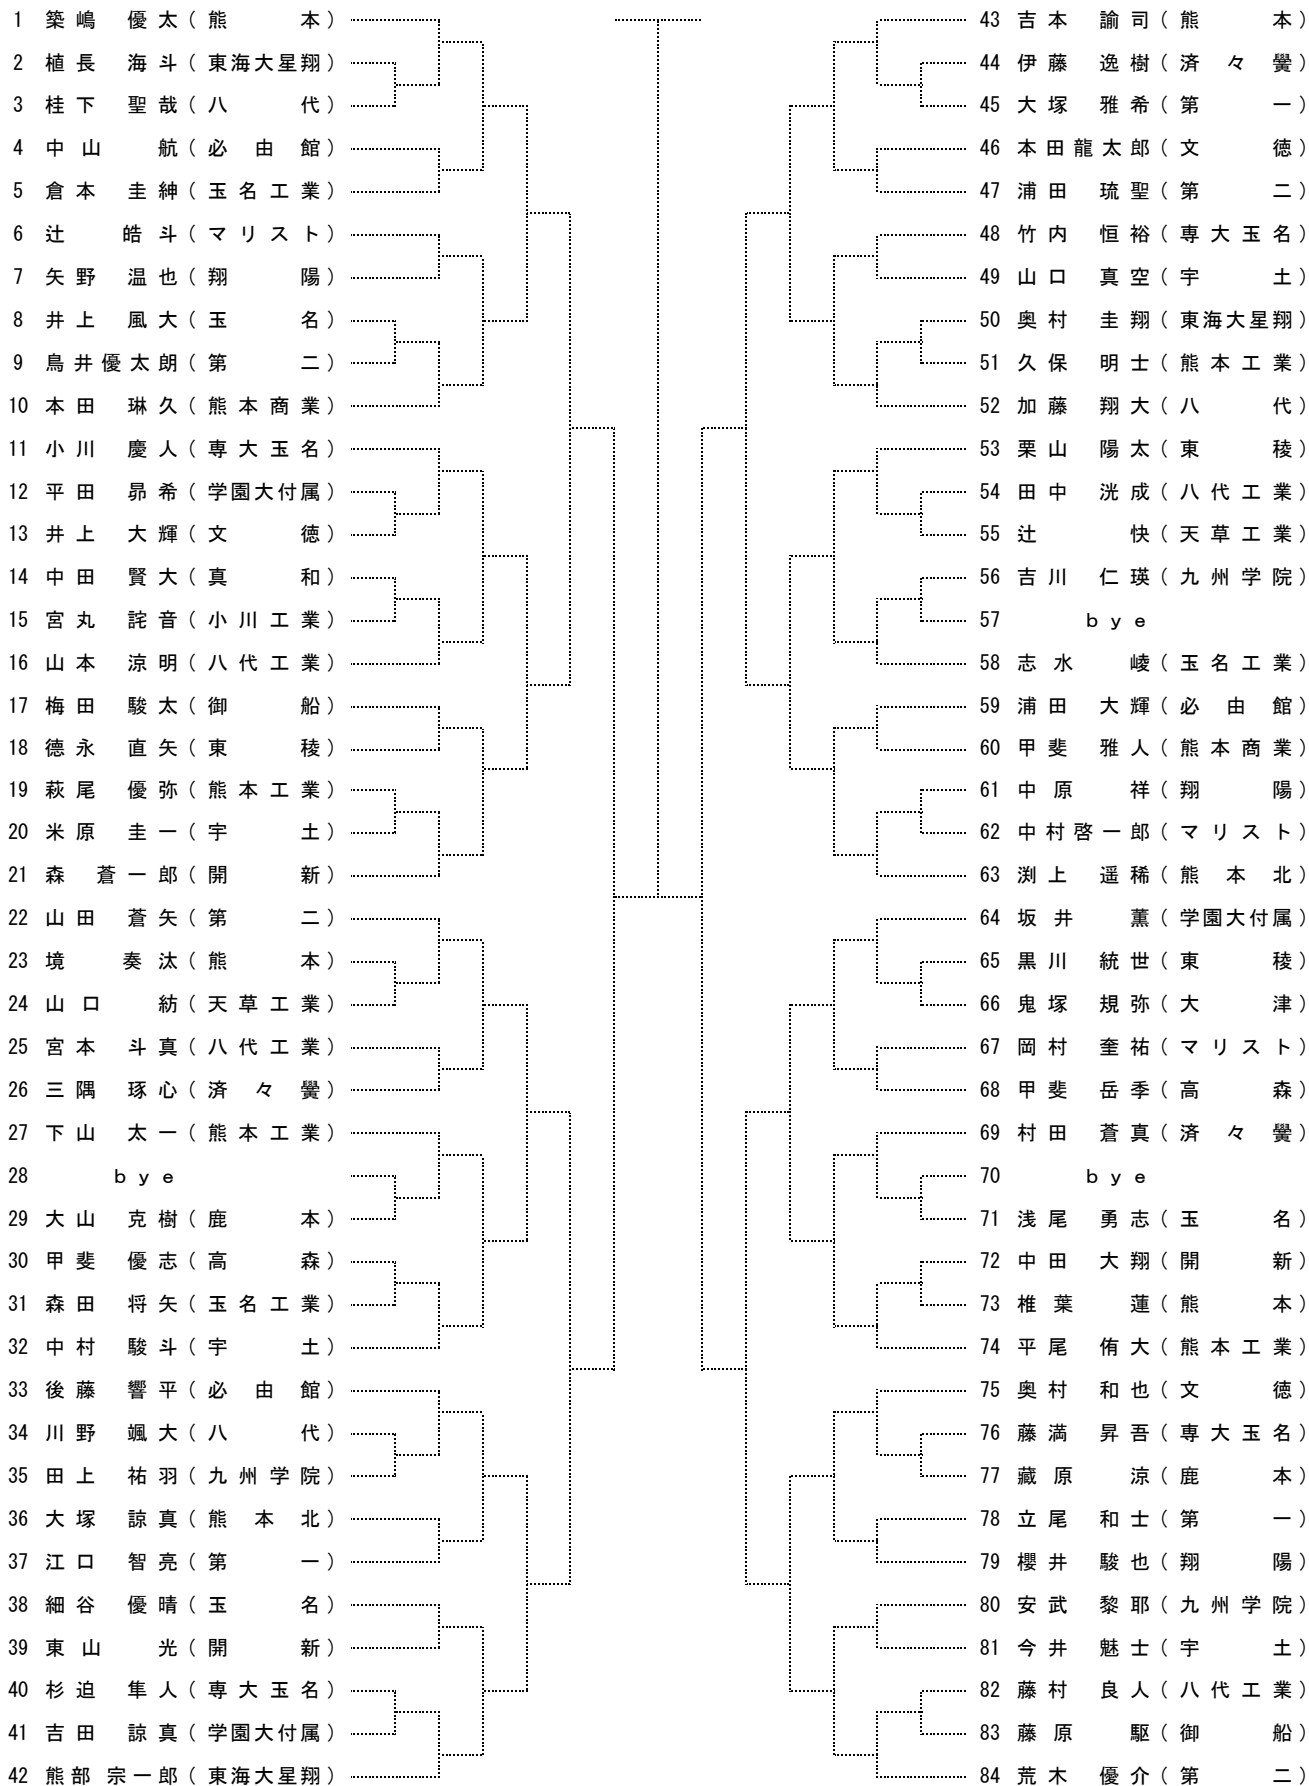 1 築嶋 優太（熊本）
2 植長 海斗（東海大星翔）
3 桂下 聖哉（八代）
4 中山 航（必由館）
5 倉本 圭紳（玉名工業）
6 辻 皓斗（マリスト）
7 矢野 温也（翔陽）
8 井上 風大（玉名）
9 鳥井優太朗（第二）
10 本田 琳久（熊本商業）
11 小川 慶人（専大玉名）
12 平田 昴希（学園大付属）
13 井上 大輝（文徳）
14 中田 賢大（真和）
15 宮丸 詫音（小川工業）
16 山本 涼明（八代工業）
17 梅田 駿太（御船）
18 德永 直矢（東稜）
19 萩尾 優弥（熊本工業）
20 米原 圭一（宇土）
21 森 蒼一郎（開新）
22 山田 蒼矢（第二）
23 境 奏汰（熊本）
24 山口 紡（天草工業）
25 宮本 斗真（八代工業）
26 三隅 琢心（済々黌）
27 下山 太一（熊本工業）
28 ｂｙｅ
29 大山 克樹（鹿本）
30 甲斐 優志（高森）
31 森田 将矢（玉名工業）
32 中村 駿斗（宇土）
33 後藤 響平（必由館）
34 川野 颯大（八代）
35 田上 祐羽（九州学院）
36 大塚 諒真（熊本北）
37 江口 智亮（第一）
38 細谷 優晴（玉名）
39 東山 光（開新）
40 杉迫 隼人（専大玉名）
41 吉田 諒真（学園大付属）
42 熊部 宗一郎（東海大星翔）
43 吉本 諭司（熊本）
44 伊藤 逸樹（済々黌）
45 大塚 雅希（第一）
46 本田龍太郎（文徳）
47 浦田 琉聖（第二）
48 竹内 恒裕（専大玉名）
49 山口 真空（宇土）
50 奥村 圭翔（東海大星翔）
51 久保 明士（熊本工業）
52 加藤 翔大（八代）
53 栗山 陽太（東稜）
54 田中 洸成（八代工業）
55 辻 快（天草工業）
56 吉川 仁瑛（九州学院）
57 ｂｙｅ
58 志水 崚（玉名工業）
59 浦田 大輝（必由館）
60 甲斐 雅人（熊本商業）
61 中原 祥（翔陽）
62 中村啓一郎（マリスト）
63 渕上 遥稀（熊本北）
64 坂井 薫（学園大付属）
65 黒川 統世（東稜）
66 鬼塚 規弥（大津）
67 岡村 奎祐（マリスト）
68 甲斐 岳季（高森）
69 村田 蒼真（済々黌）
70 ｂｙｅ
71 浅尾 勇志（玉名）
72 中田 大翔（開新）
73 椎葉 蓮（熊本）
74 平尾 侑大（熊本工業）
75 奥村 和也（文徳）
76 藤満 昇吾（専大玉名）
77 藏原 涼（鹿本）
78 立尾 和士（第一）
79 櫻井 駿也（翔陽）
80 安武 黎耶（九州学院）
81 今井 魅士（宇土）
82 藤村 良人（八代工業）
83 藤原 駆（御船）
84 荒木 優介（第二）